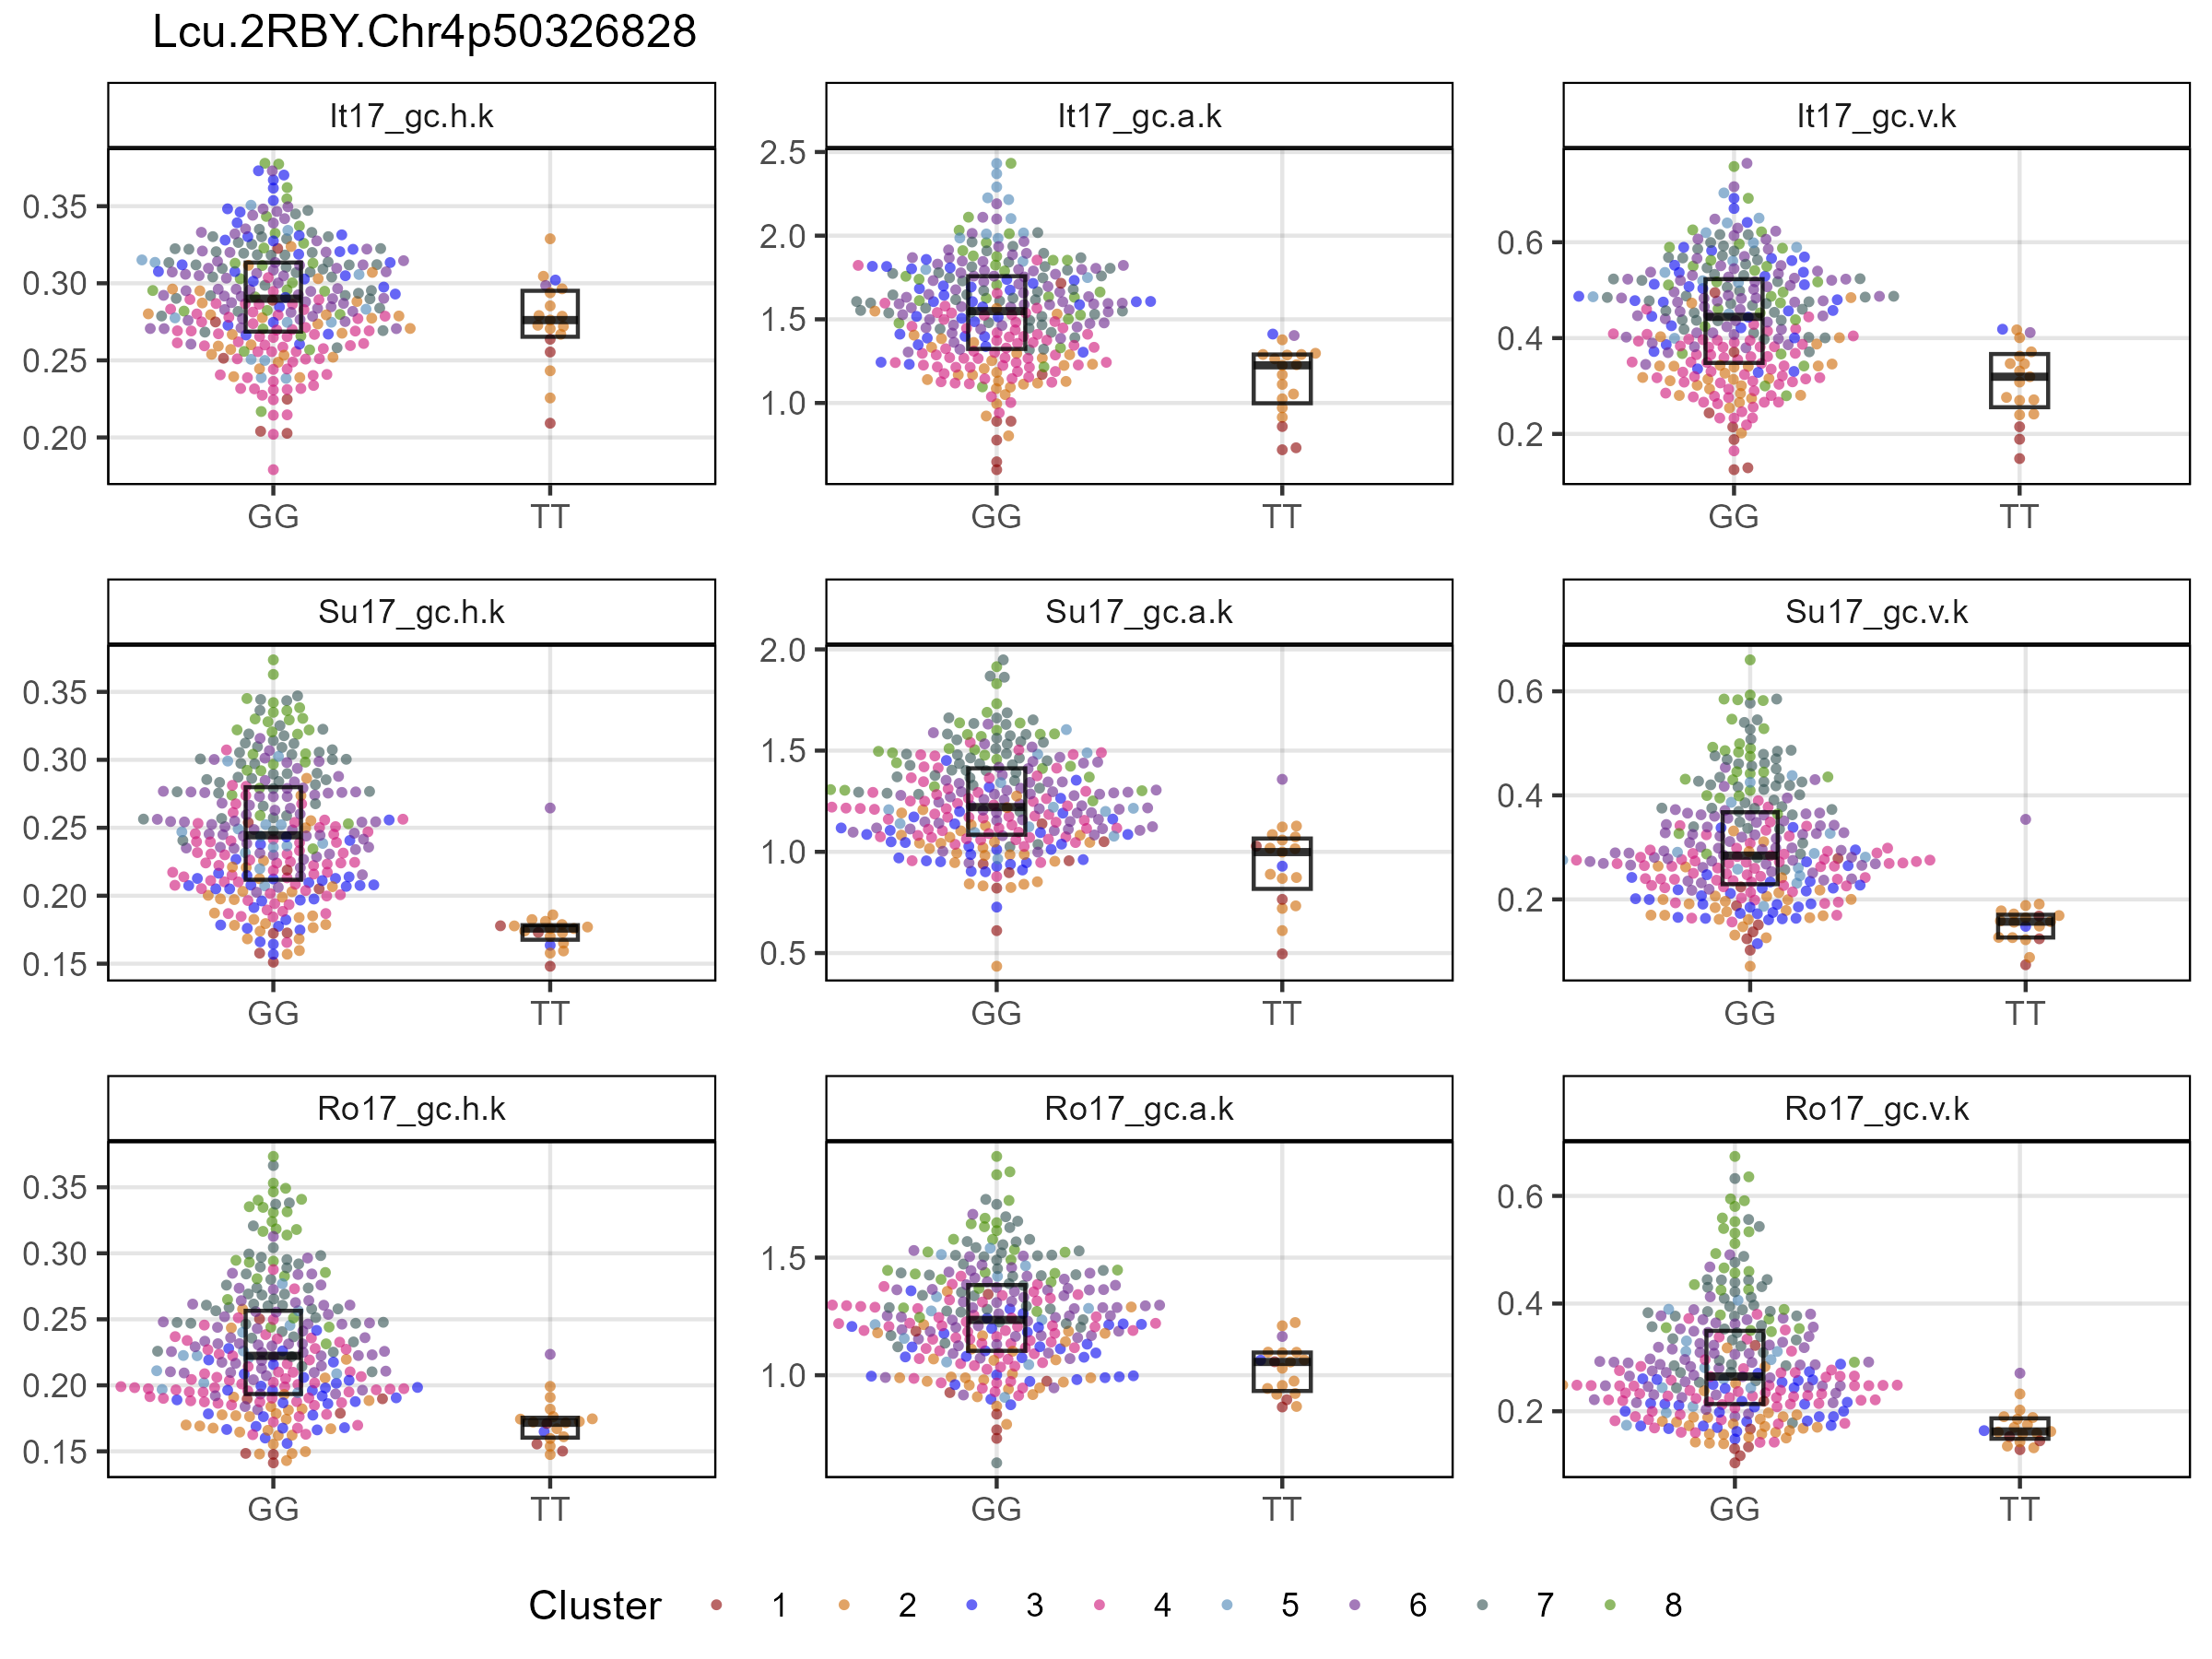 Lcu.2RBY.Chr4p50326828
It17_gc.h.k
It17_gc.a.k
It17_gc.v.k
0.35
0.30
0.25
0.20
2.5
2.0
1.5
1.0
0.6
0.4
0.2
GG TT
GG TT
GG TT
Su17_gc.h.k
Su17_gc.a.k
Su17_gc.v.k
0.35
0.30
0.25
0.20
0.15
2.0
1.5
1.0
0.5
0.6
0.4
0.2
GG TT
GG TT
GG TT
Ro17_gc.h.k
Ro17_gc.a.k
Ro17_gc.v.k
0.35
0.30
0.25
0.20
0.15
1.5
1.0
0.6
0.4
0.2
GG TT
GG TT
GG TT
Cluster 1 2 3 4 5 6 7 8